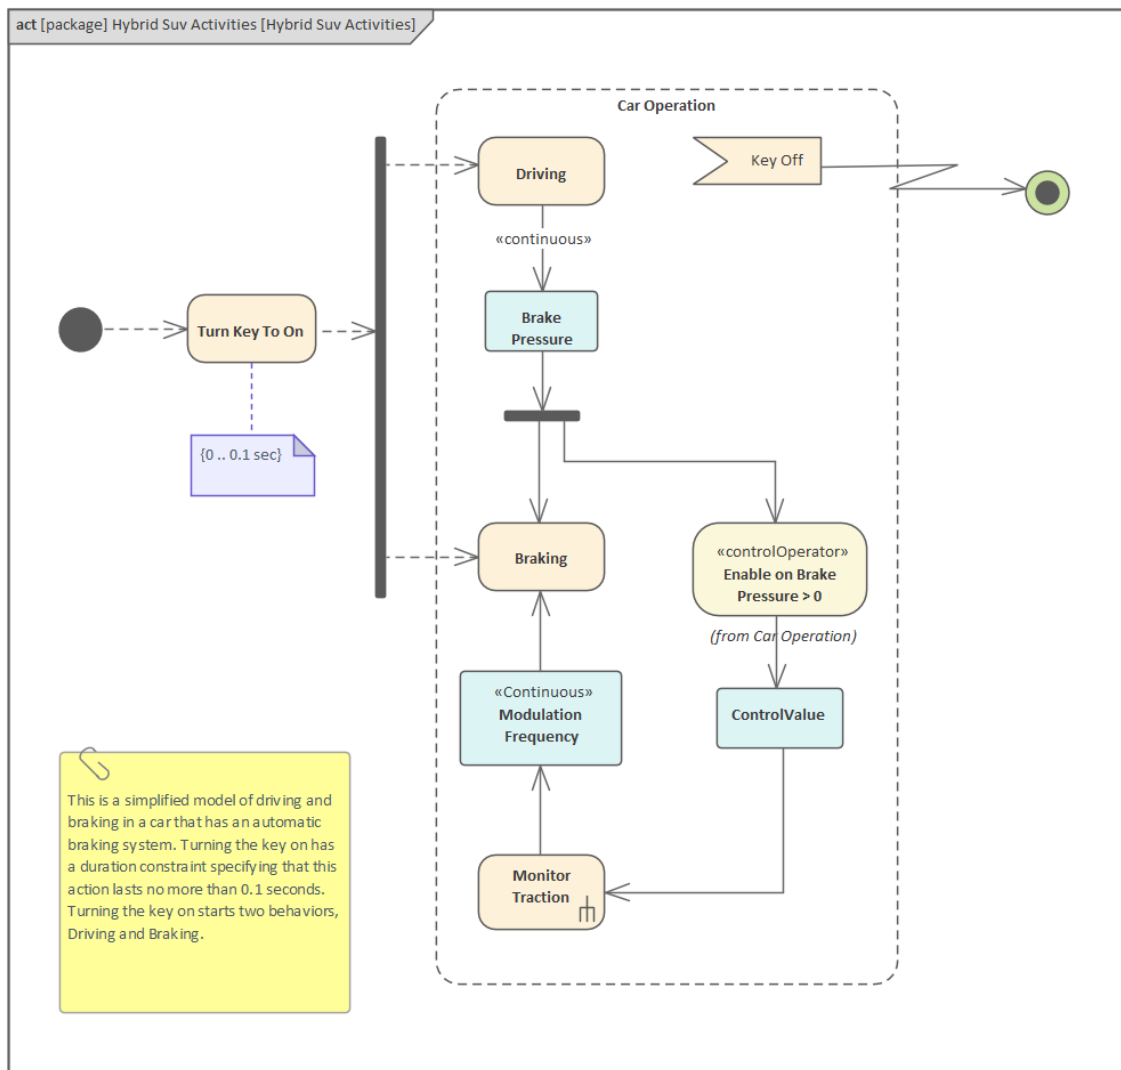 act [package] Hybrid Suv Activities [Hybrid Suv Activities]
Car Operation
Driving
Key Off
«continuous»
Brake
Pressure
Turn Key To On
{0 .. 0.1 sec}
Braking
«controlOperator»
Enable on Brake
Pressure > 0
(from Car Operation)
«Continuous»
Modulation
Frequency
ControlValue
Monitor
Traction
This is a simplified model of driving and
braking in a car that has an automatic
braking system. Turning the key on has
a duration constraint specifying that this
action lasts no more than 0.1 seconds.
Turning the key on starts two behaviors,
Driving and Braking.